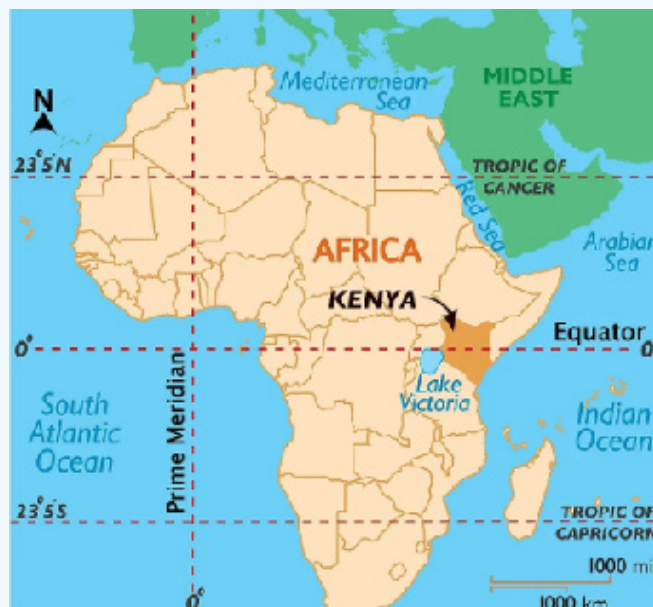 Mediterranean
Sea
MIDDLE
EAST
N
23°5'N
TROPIC OF
CANCER
Red Sea
Arabian
Sea
AFRICA
KENYA
Equator
0°
0
Lake
Victoria
South
Atlantic
Ocean
Prime Meridian
Indian
Ocean
23°5'S
TROPIC OF
CAPRICORN
1000 mi
1000 km
0°